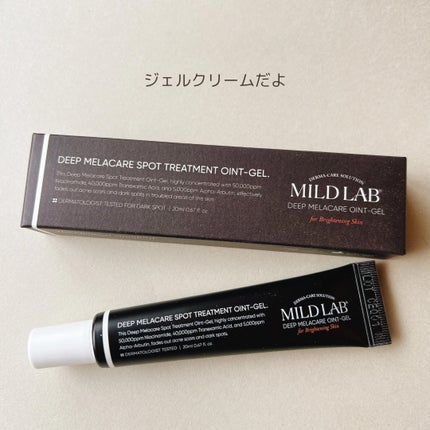 ジェルクリームだよ
DEEP MELACARE SPOT TREATMENT OINT-GEL.
This Deep Melacare Spot Treatment Oint-Gel, highly concentrated with 50,000ppm
Niacinamide, 40,000ppm Tranexamic Acid, and 5,000ppm Alpha-Arbutin, effectively
fades out acne scars and dark spots in troubled areas of the skin.
DERMATOLOGIST TESTED FOR DARK SPOT | 20ml 0.67 fl. oz.
DERMA-CARE SOLUTION
MILD LAB®
DEEP MELACARE OINT-GEL
for Brightening Skin
DEEP MELACARE SPOT TREATMENT OINT-GEL.
This Deep Melacare Spot Treatment Oint-Gel, highly concentrated with
50,000ppm Niacinamide, 40,000ppm Tranexamic Acid, and 5,000ppm
Alpha-Arbutin, fades out acne scars and dark spots.
DERMATOLOGIST TESTED | 20ml 0.67 fl. oz.
DERMA-CARE SOLUTION
MILD LAB®
DEEP MELACARE OINT-GEL
for Brightening Skin